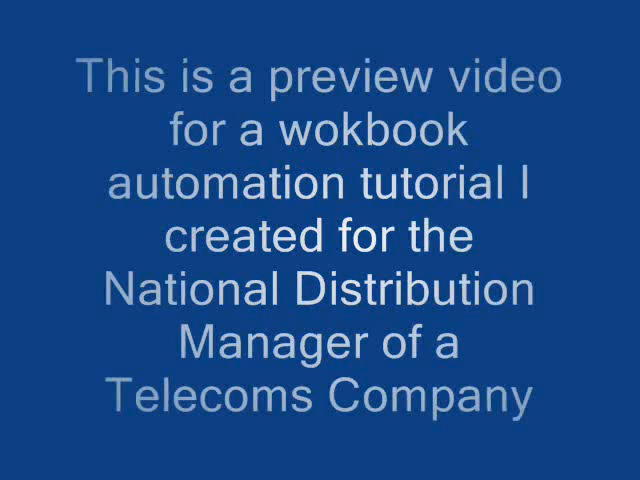 This is a preview video
for a wokbook
automation tutorial I
created for the
National Distribution
Manager of a
Telecoms Company